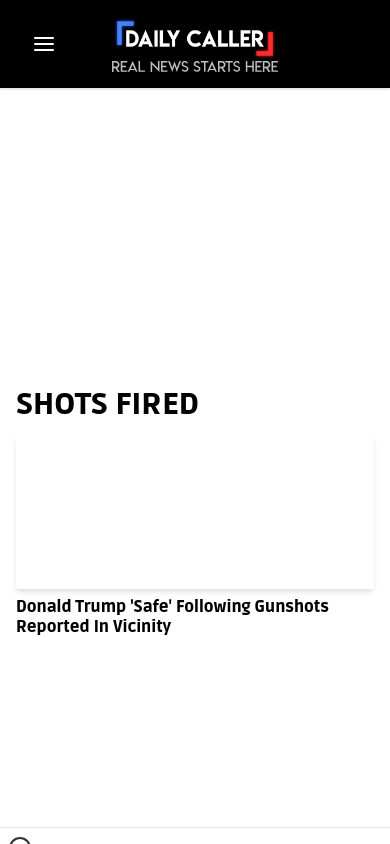 DAILY CALLER
REAL NEWS STARTS HERE
SHOTS FIRED
Donald Trump 'Safe' Following Gunshots
Reported In Vicinity